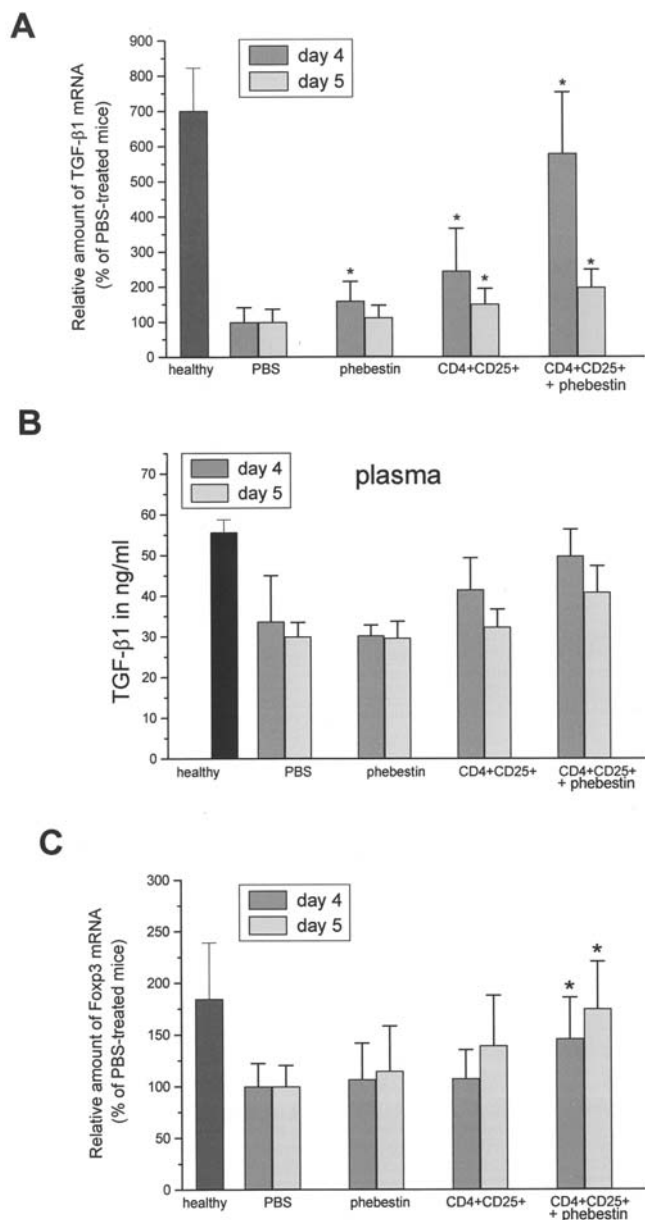 A
Relative amount of TGF-β1 mRNA
(% of PBS-treated mice)
900
800
700
600
500
400
300
200
100
0
day 4
day 5
*
*
*
*
*
healthy
PBS
phebestin
CD4+CD25+
CD4+CD25+
+ phebestin
B
TGF-β1 in ng/ml
70
60
50
40
30
20
10
0
day 4
day 5
plasma
healthy
PBS
phebestin
CD4+CD25+
CD4+CD25+
+ phebestin
C
Relative amount of Foxp3 mRNA
(% of PBS-treated mice)
300
250
200
150
100
50
0
day 4
day 5
*
*
healthy
PBS
phebestin
CD4+CD25+
CD4+CD25+
+ phebestin